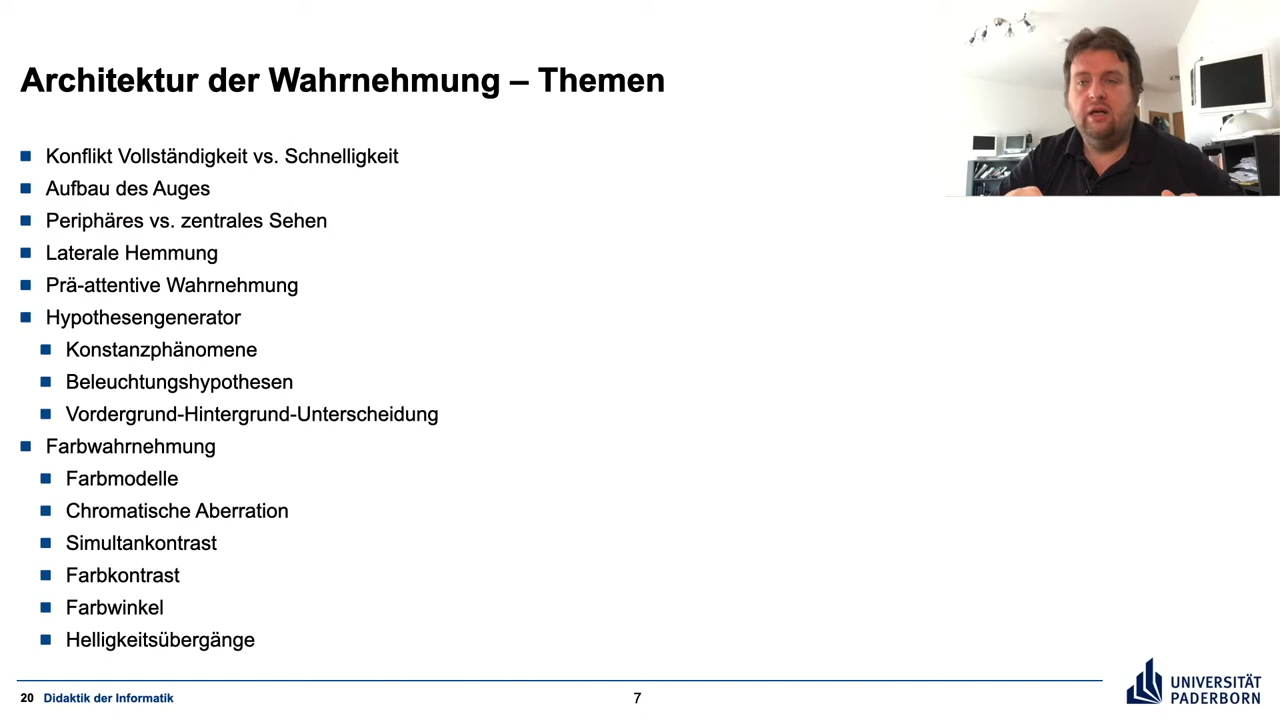 Architektur der Wahrnehmung – Themen
Konflikt Vollständigkeit vs. Schnelligkeit
Aufbau des Auges
Periphäres vs. zentrales Sehen
Laterale Hemmung
Prä-attentive Wahrnehmung
Hypothesengenerator
Konstanzphänomene
Beleuchtungshypothesen
Vordergrund-Hintergrund-Unterscheidung
Farbwahrnehmung
Farbmodelle
Chromatische Aberration
Simultankontrast
Farbkontrast
Farbwinkel
Helligkeitsübergänge
20 Didaktik der Informatik
7
UNIVERSITÄT
PADERBORN